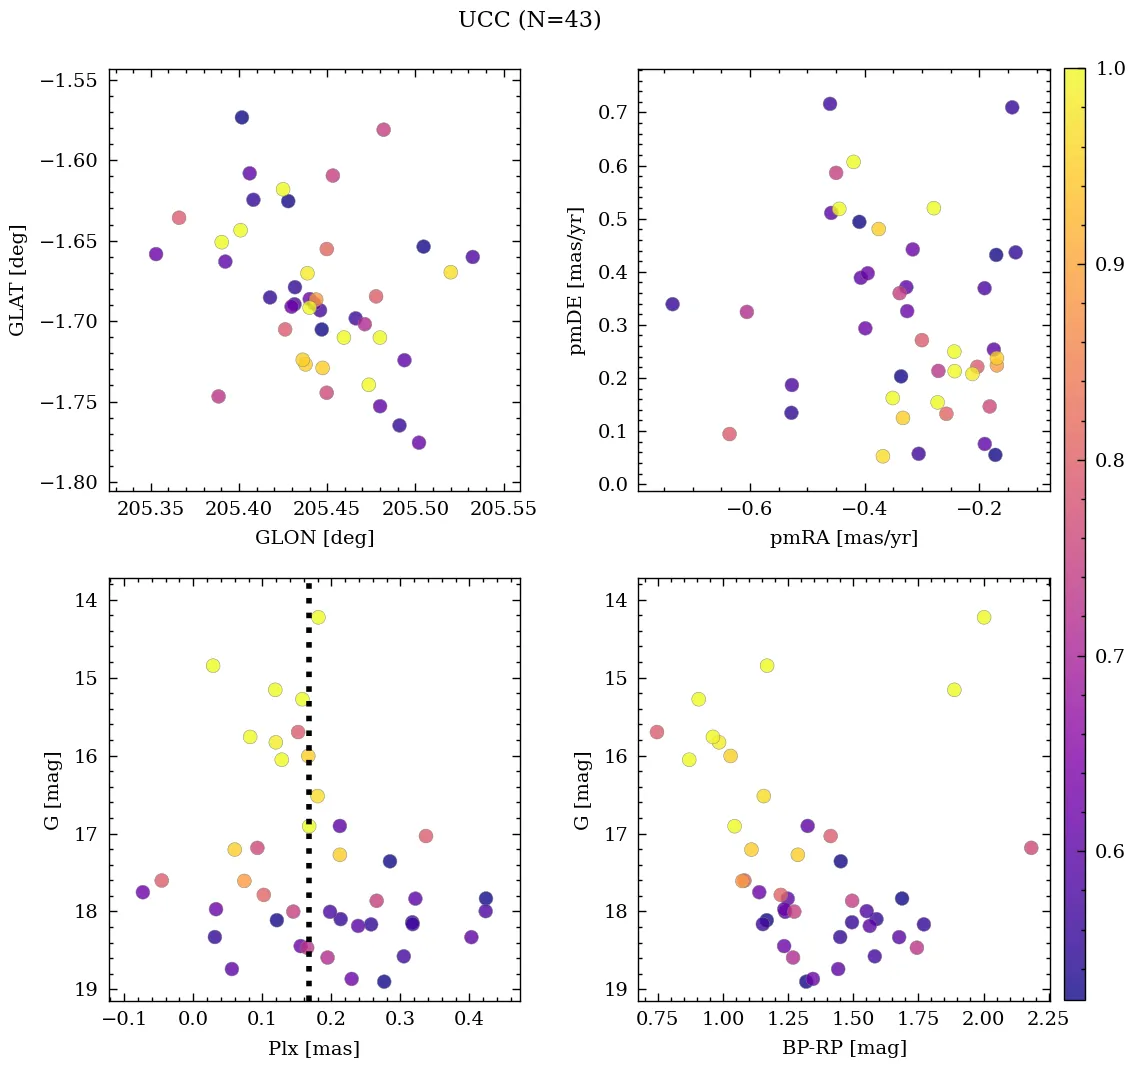 UCC (N=43)
−1.55
−1.60
−1.65
−1.70
−1.75
−1.80
GLAT [deg]
205.35 205.40 205.45 205.50 205.55
GLON [deg]
0.7
0.6
0.5
0.4
0.3
0.2
0.1
0.0
pmDE [mas/yr]
−0.6 −0.4 −0.2
pmRA [mas/yr]
1.0
0.9
0.8
0.7
0.6
14
15
16
17
18
19
G [mag]
−0.1 0.0 0.1 0.2 0.3 0.4
Plx [mas]
14
15
16
17
18
19
G [mag]
0.75 1.00 1.25 1.50 1.75 2.00 2.25
BP-RP [mag]